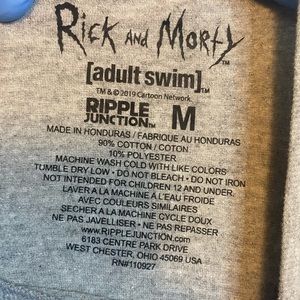 RICK AND MORTY™
[adult swim]™
TM & © 2019 Cartoon Network.
RIPPLE
JUNCTION™ M
MADE IN HONDURAS / FABRIQUE AU HONDURAS
90% COTTON / COTON
10% POLYESTER
MACHINE WASH COLD WITH LIKE COLORS
TUMBLE DRY LOW • DO NOT BLEACH • DO NOT IRON
NOT INTENDED FOR CHILDREN 12 AND UNDER.
LAVER A LA MACHINE A L'EAU FROIDE
AVEC COULEURS SIMILAIRES
SECHER A LA MACHINE CYCLE DOUX
NE PAS JAVELLISER • NE PAS REPASSER
www.RIPPLEJUNCTION.com
6183 CENTRE PARK DRIVE
WEST CHESTER, OHIO 45069 USA
RN#110927